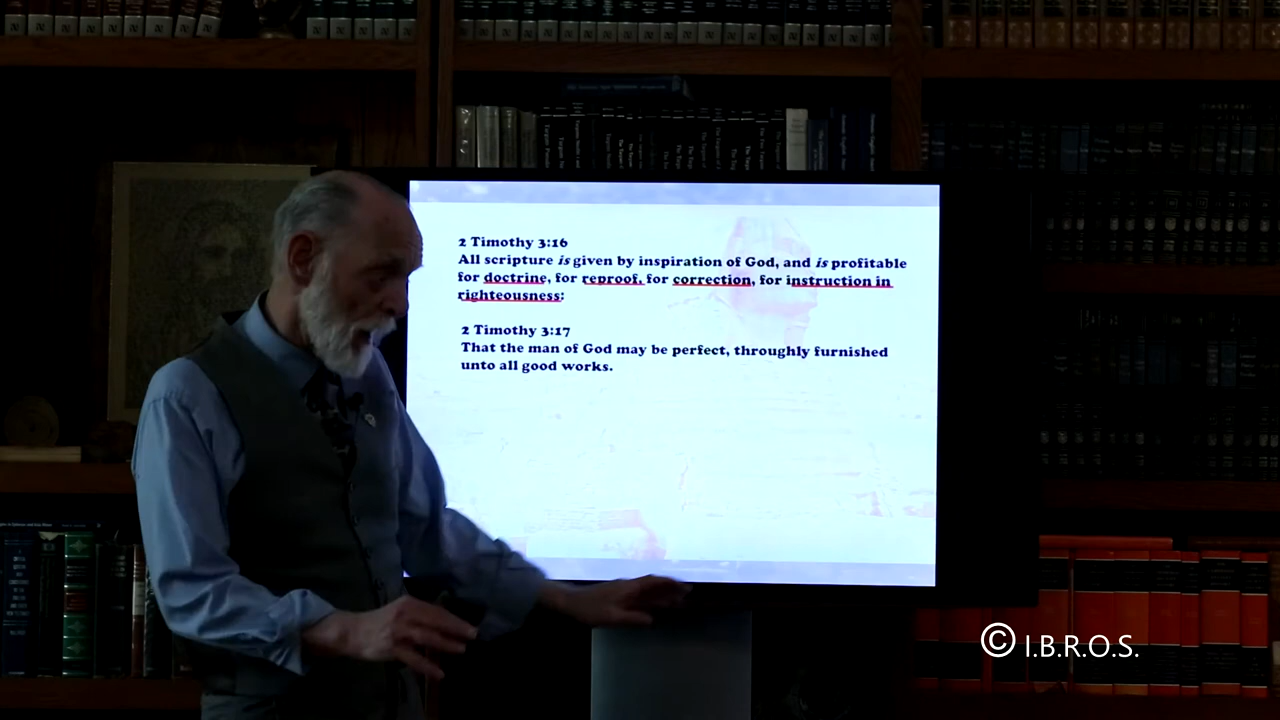 2 Timothy 3:16
All scripture is given by inspiration of God, and is profitable
for doctrine, for reproof, for correction, for instruction in
righteousness:
2 Timothy 3:17
That the man of God may be perfect, throughly furnished
unto all good works.
© I.B.R.O.S.